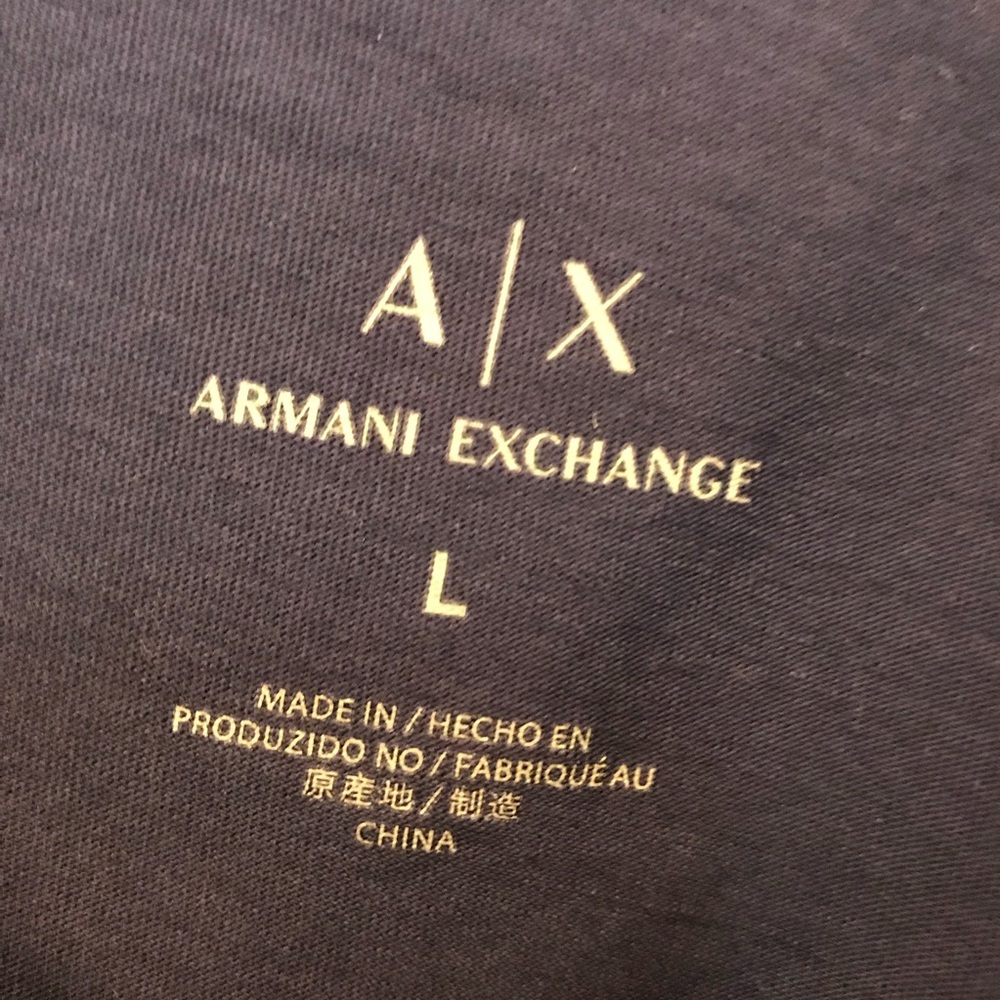 A|X
ARMANI EXCHANGE
L
MADE IN / HECHO EN
PRODUZIDO NO / FABRIQUÉ AU
原產地 / 制造
CHINA